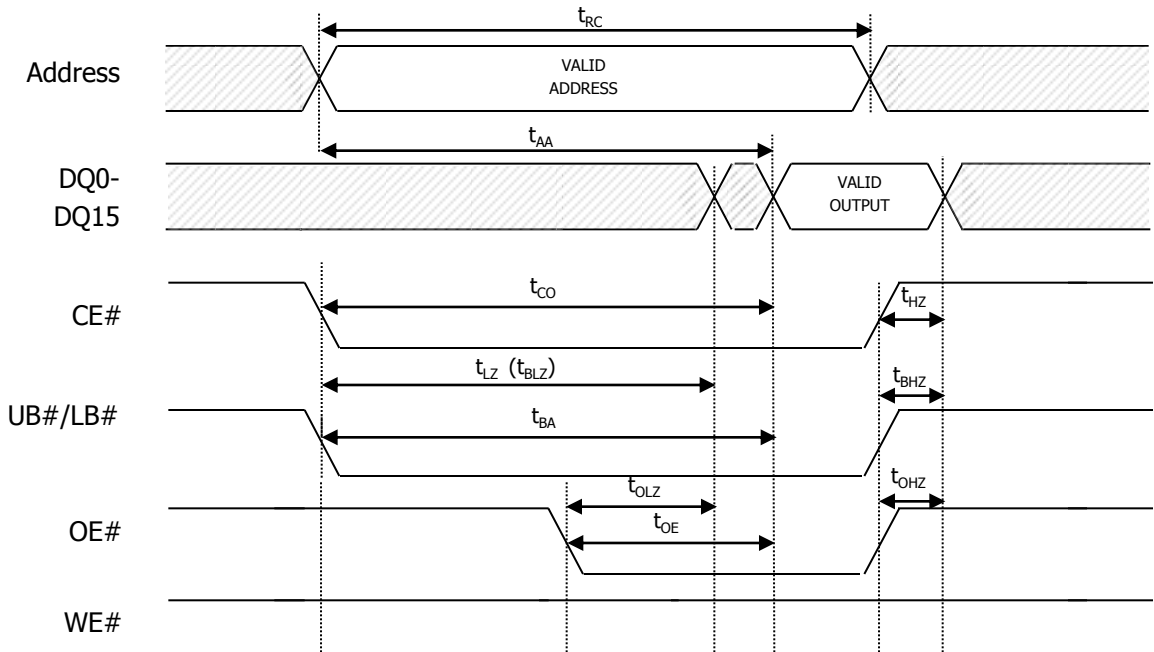 tRC
Address
VALID
ADDRESS
tAA
DQ0-
DQ15
VALID
OUTPUT
CE#
tCO
tHZ
tLZ (tBLZ)
UB#/LB#
tBHZ
tBA
tOLZ
tOHZ
OE#
tOE
WE#